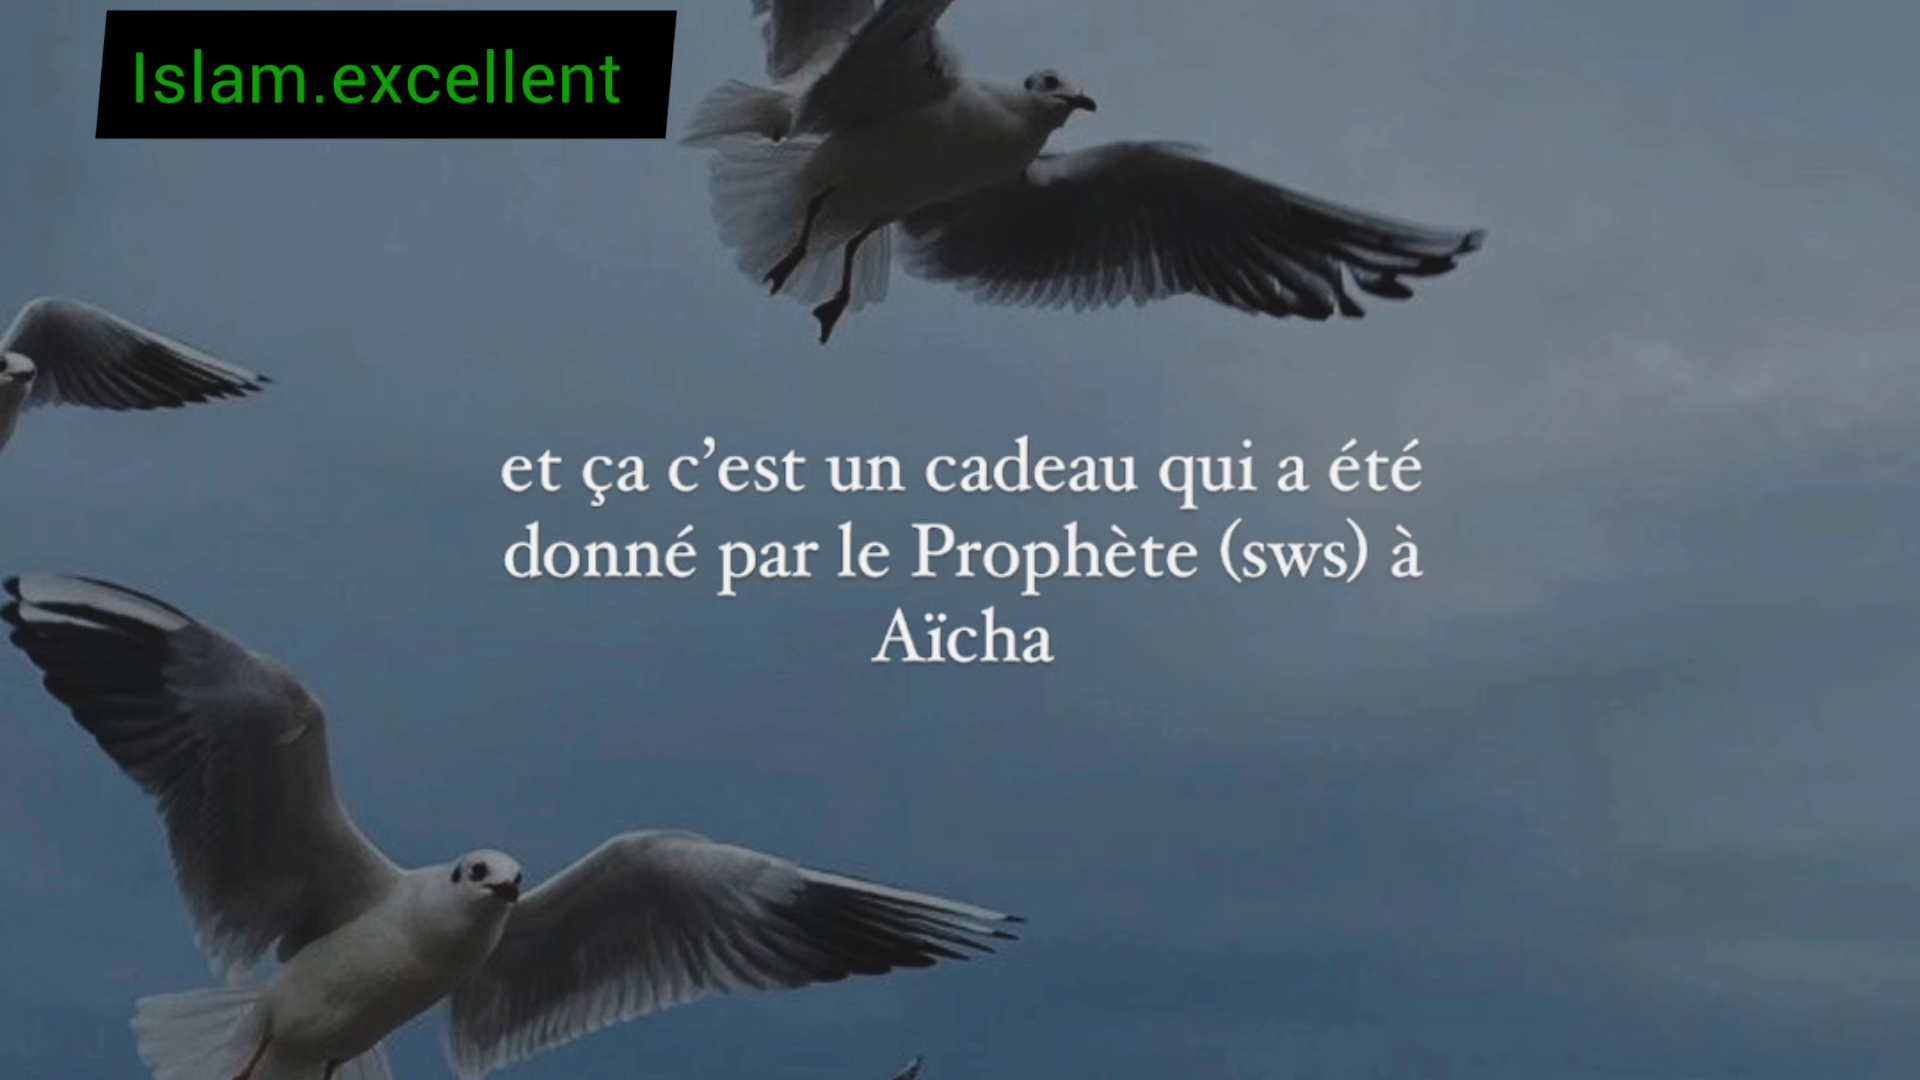 Islam.excellent
et ça c’est un cadeau qui a été
donné par le Prophète (sws) à
Aïcha